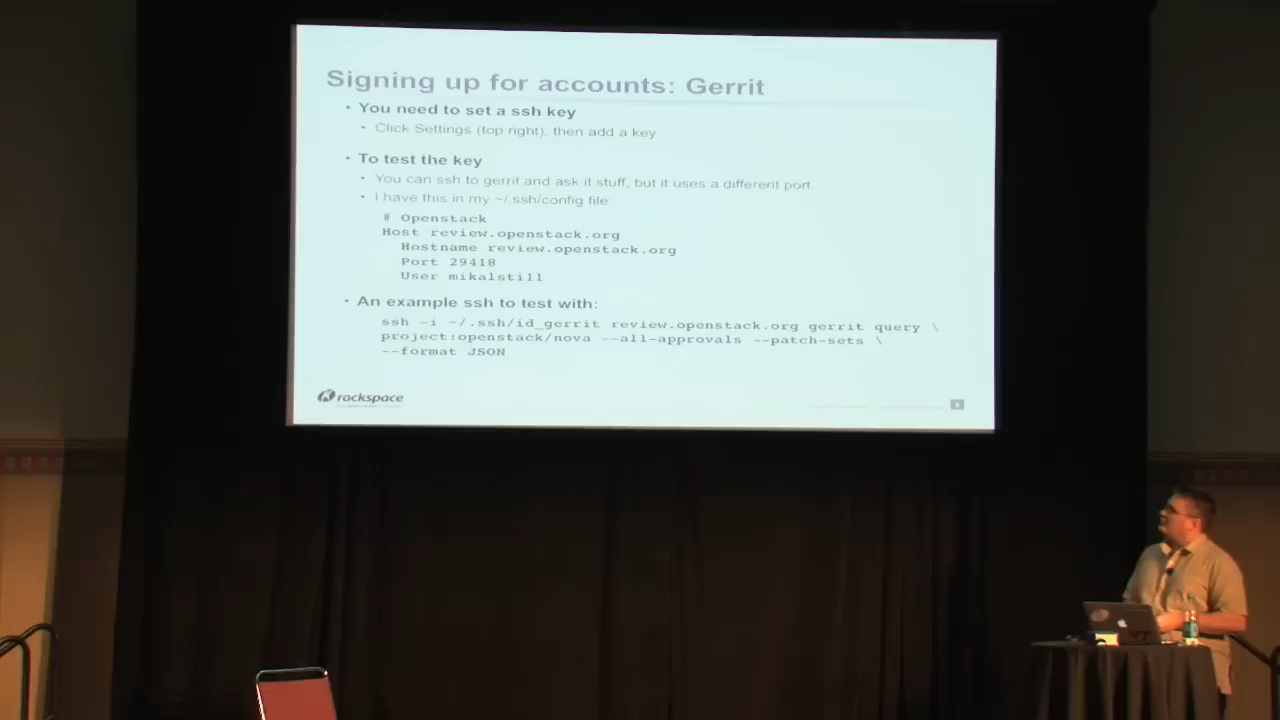 Signing up for accounts: Gerrit
• You need to set a ssh key
• Click Settings (top right), then add a key
• To test the key
• You can ssh to gerrit and ask it stuff, but it uses a different port...
• I have this in my ~/.ssh/config file:
# Openstack
Host review.openstack.org
Hostname review.openstack.org
Port 29418
User mikalstill
• An example ssh to test with:
ssh -i ~/.ssh/id_gerrit review.openstack.org gerrit query \
project:openstack/nova --all-approvals --patch-sets \
--format JSON
rackspace